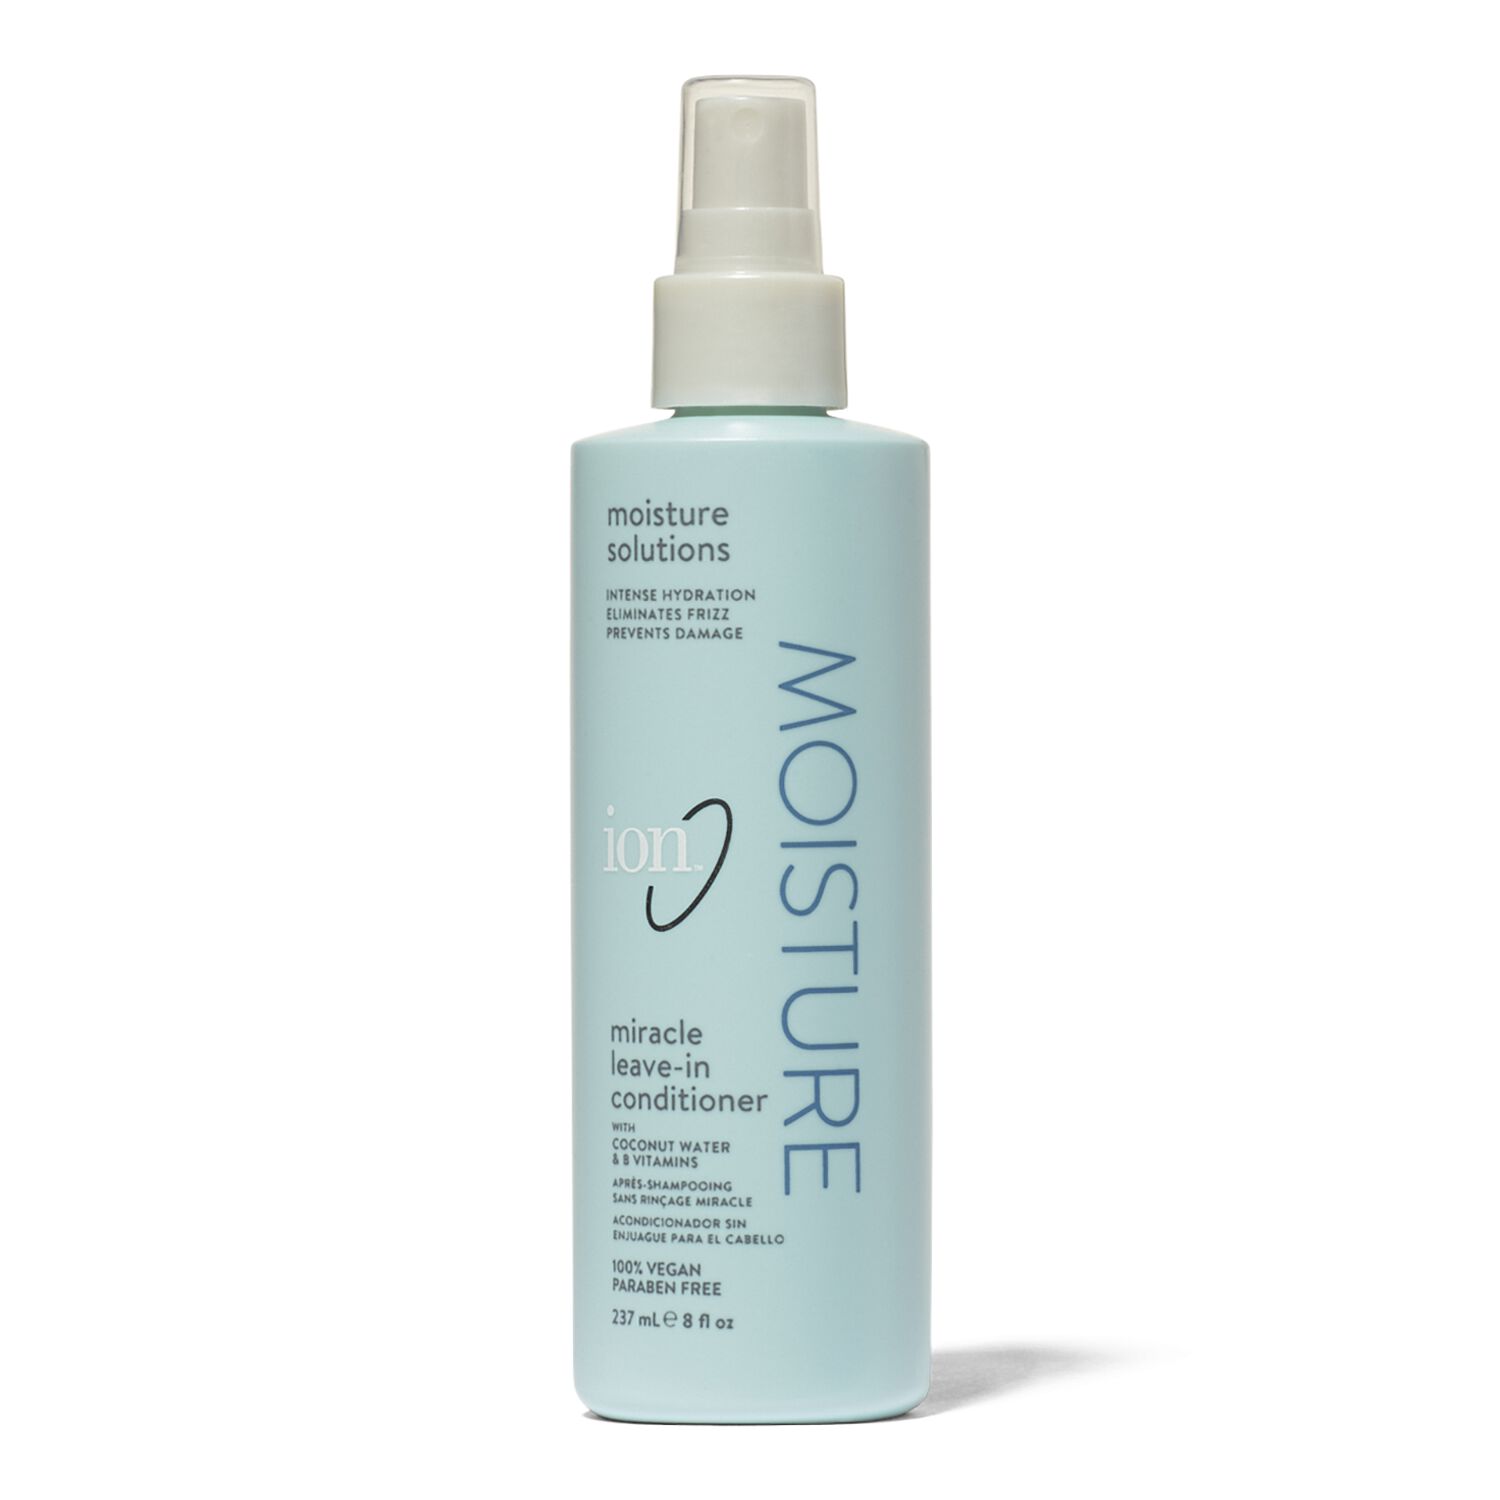 moisture
solutions
INTENSE HYDRATION
ELIMINATES FRIZZ
PREVENTS DAMAGE
MOISTURE
ion™
miracle
leave-in
conditioner
WITH
COCONUT WATER
& B VITAMINS
APRÈS-SHAMPOOING
SANS RINÇAGE MIRACLE
ACONDICIONADOR SIN
ENJUAGUE PARA EL CABELLO
100% VEGAN
PARABEN FREE
237 mL ℮ 8 fl oz